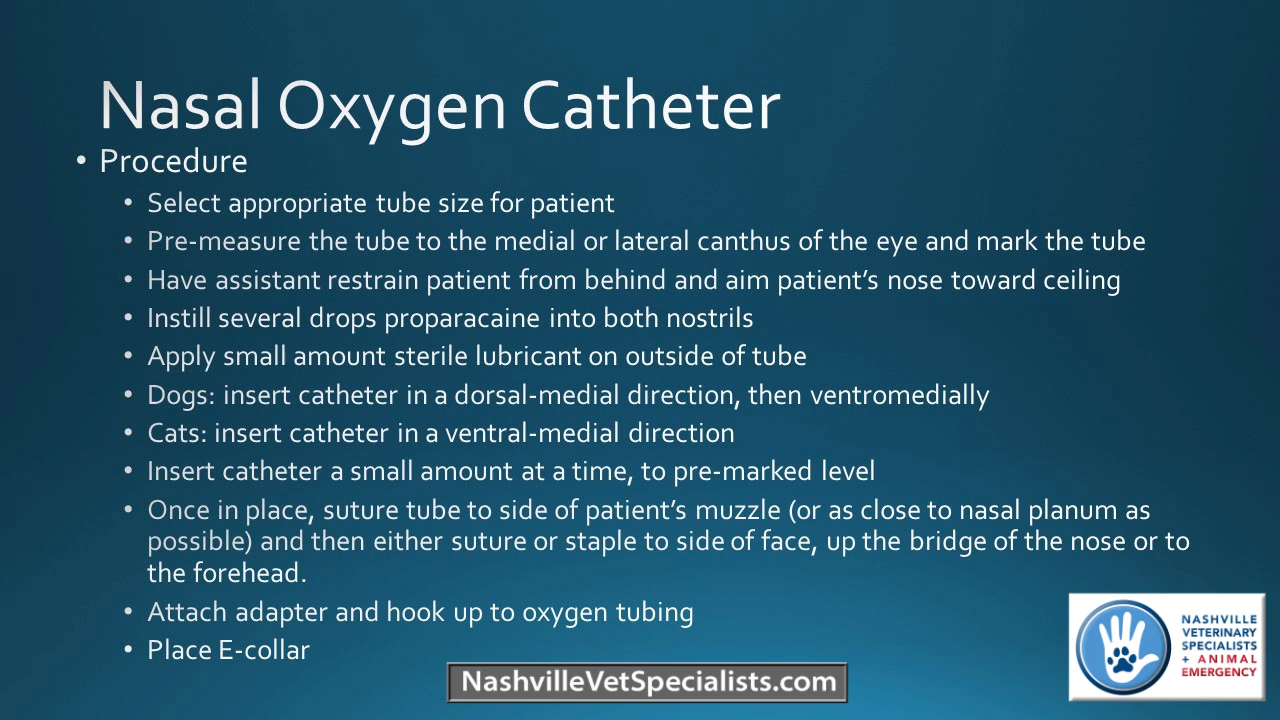 Nasal Oxygen Catheter
• Procedure
• Select appropriate tube size for patient
• Pre-measure the tube to the medial or lateral canthus of the eye and mark the tube
• Have assistant restrain patient from behind and aim patient’s nose toward ceiling
• Instill several drops proparacaine into both nostrils
• Apply small amount sterile lubricant on outside of tube
• Dogs: insert catheter in a dorsal-medial direction, then ventromedially
• Cats: insert catheter in a ventral-medial direction
• Insert catheter a small amount at a time, to pre-marked level
• Once in place, suture tube to side of patient’s muzzle (or as close to nasal planum as
possible) and then either suture or staple to side of face, up the bridge of the nose or to
the forehead.
• Attach adapter and hook up to oxygen tubing
• Place E-collar
NASHVILLE
VETERINARY
SPECIALISTS
+ ANIMAL
EMERGENCY
NashvilleVetSpecialists.com